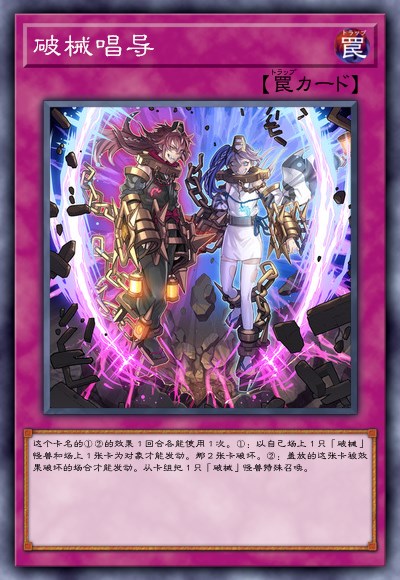 破械唱导
トラップ
罠
トラップ
【罠カード】
这个卡名的①②的效果1回合各能使用1次。①：以自己场上1只「破械」
怪兽和场上1张卡为对象才能发动。那2张卡破坏。②：盖放的这张卡被效
果破坏的场合才能发动。从卡组把1只「破械」怪兽特殊召唤。